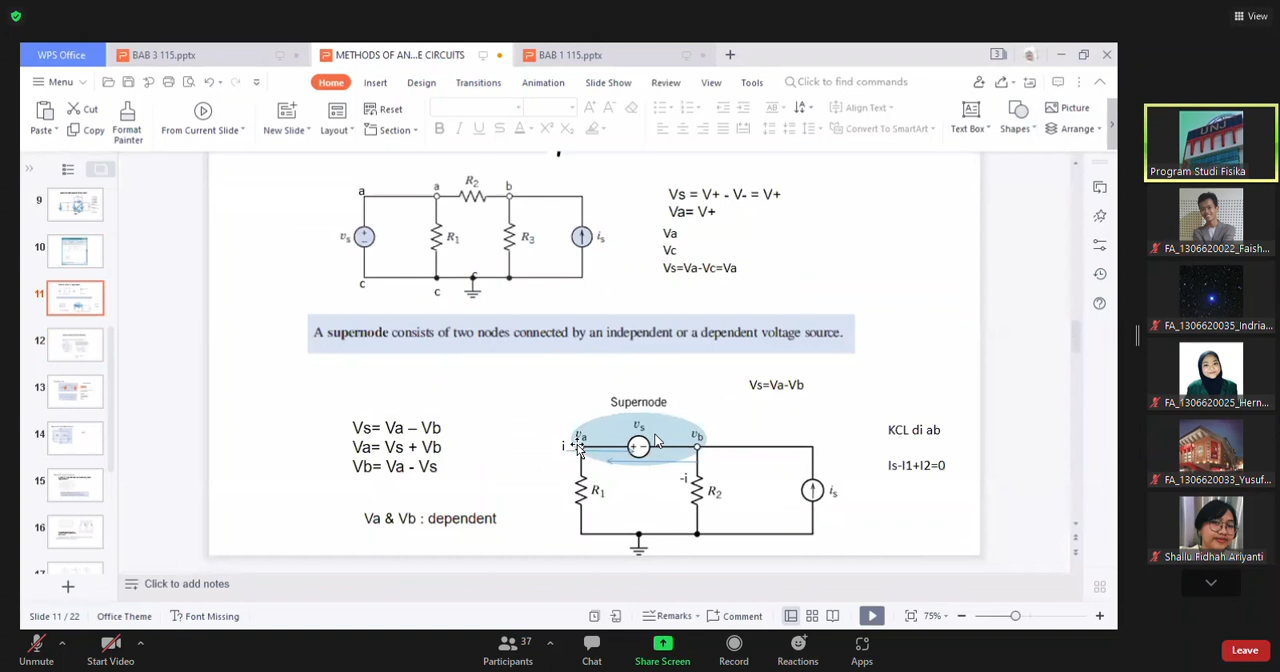 View
WPS Office
BAB 3 115.pptx
METHODS OF AN...E CIRCUITS
BAB 1 115.pptx
3
Menu
Home
Insert
Design
Transitions
Animation
Slide Show
Review
View
Tools
Click to find commands
Paste
Cut
Copy
Format Painter
From Current Slide
New Slide
Layout
Reset
Section
B I U S A X² X₂
Align Text
Convert To SmartArt
Text Box
Shapes
Picture
Arrange
9
10
11
12
13
14
15
16
17
a
a
R2
b
vs
R1
R3
is
c
c
c
Vs = V+ - V- = V+
Va= V+
Va
Vc
Vs=Va-Vc=Va
A supernode consists of two nodes connected by an independent or a dependent voltage source.
Vs=Va-Vb
Supernode
Vs= Va – Vb
Va= Vs + Vb
Vb= Va - Vs
Va & Vb : dependent
va
vs
vb
i
-i
R1
R2
is
KCL di ab
Is-I1+I2=0
Click to add notes
Slide 11 / 22
Office Theme
Font Missing
Remarks
Comment
75%
UNJ
Program Studi Fisika
FA_1306620022_Faish...
FA_1306620035_Indria...
FA_1306620025_Hern...
FA_1306620033_Yusuf...
Shallu Fidhah Ariyanti
Unmute
Start Video
37
Participants
Chat
Share Screen
Record
Reactions
Apps
Leave